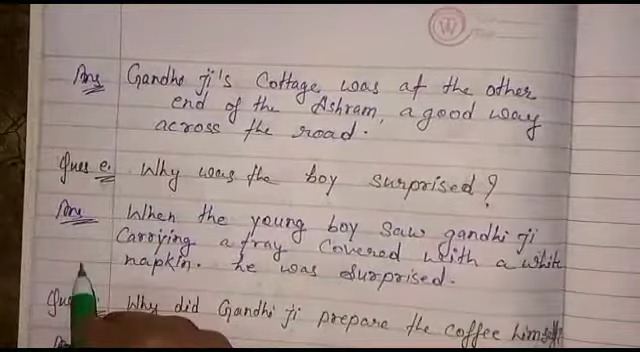 Ans Gandhi ji's Cottage was at the other
end of the Ashram, a good way
across the road.
Ques e. Why was the boy surprised?
Ans When the young boy saw gandhi ji
Carrying a tray Covered with a white
napkin. he was surprised.
Why did Gandhi ji prepare the coffee himself